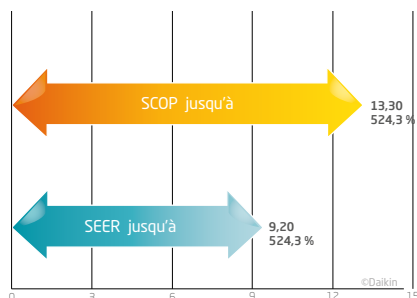 SCOP jusqu'à
13,30
524,3 %
SEER jusqu'à
9,20
524,3 %
©Daikin
0 3 6 9 12 15